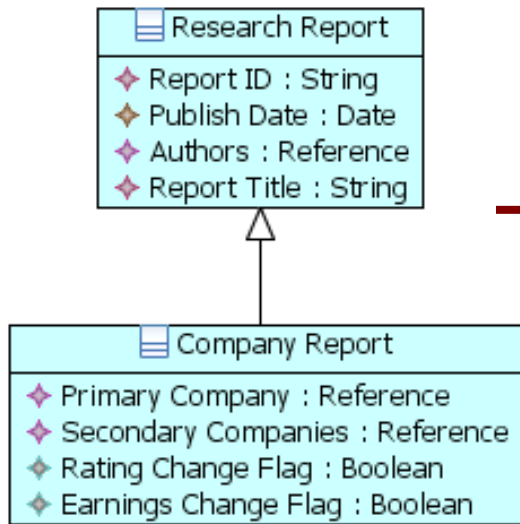 Research Report
Report ID : String
Publish Date : Date
Authors : Reference
Report Title : String
Company Report
Primary Company : Reference
Secondary Companies : Reference
Rating Change Flag : Boolean
Earnings Change Flag : Boolean